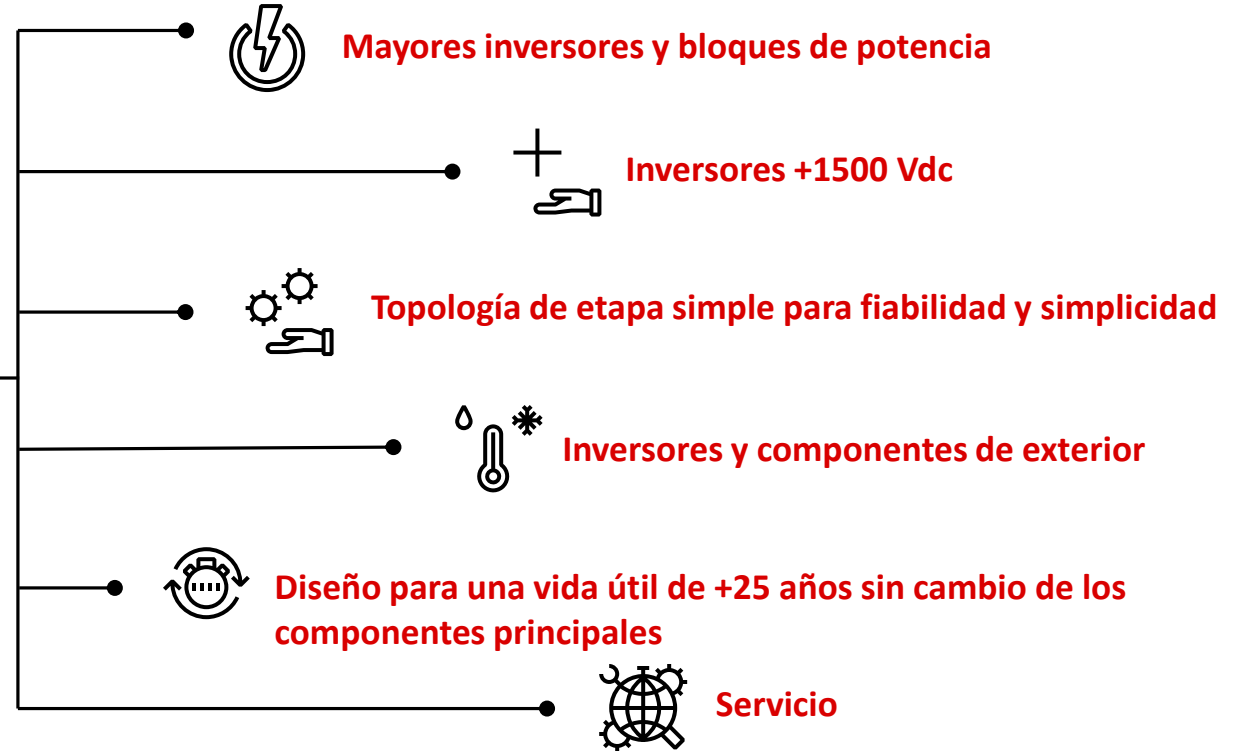 Mayores inversores y bloques de potencia
Inversores +1500 Vdc
Topología de etapa simple para fiabilidad y simplicidad
Inversores y componentes de exterior
Diseño para una vida útil de +25 años sin cambio de los
componentes principales
Servicio